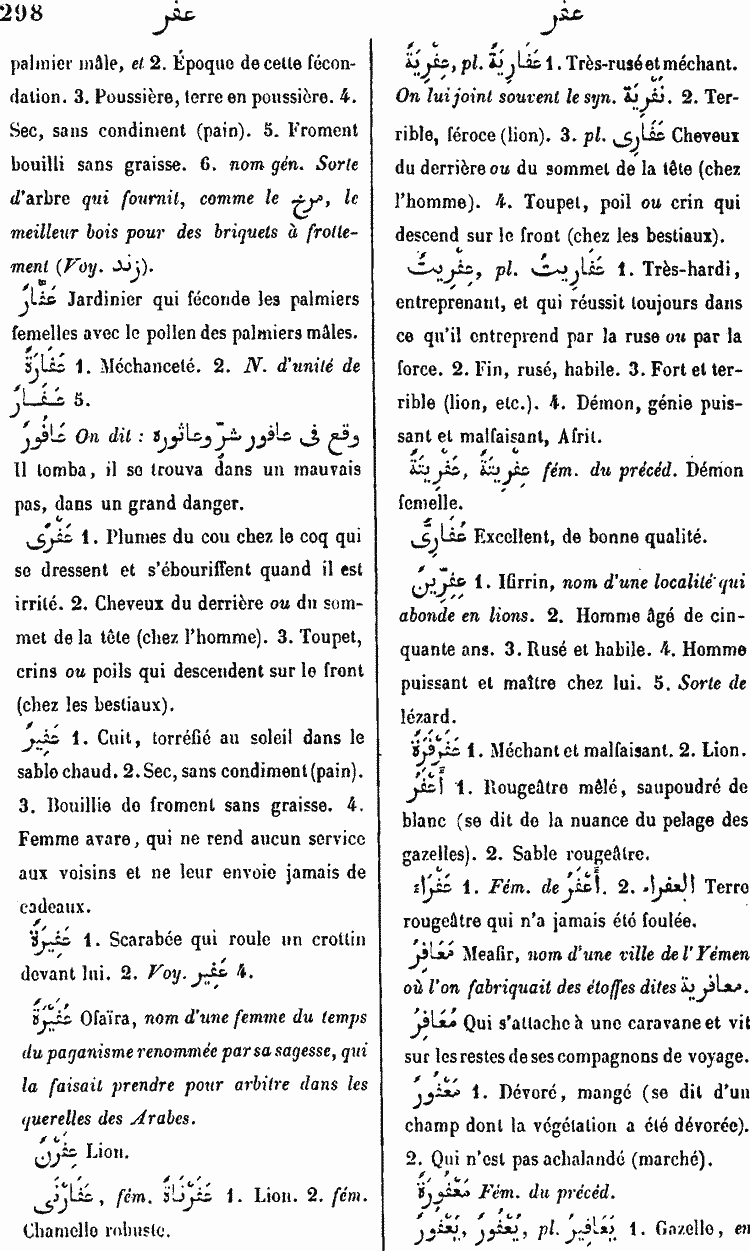 298
عفر
عفر
palmier mâle, et 2. Époque de cette fécon-
dation. 3. Poussière, terre en poussière. 4.
Sec, sans condiment (pain). 5. Froment
bouilli sans graisse. 6. nom gén. Sorte
d'arbre qui fournit, comme le مرخ, le
meilleur bois pour des briquets à frotte-
ment (Voy. زند).
عَفَّارٌ Jardinier qui féconde les palmiers
femelles avec le pollen des palmiers mâles.
عَفَارَةٌ 1. Méchanceté. 2. N. d'unité de
عَفَارٌ 5.
عَافُورٌ On dit : وقع فى عافور شرّ وعاثورة
Il tomba, il se trouva dans un mauvais
pas, dans un grand danger.
عِفْرًى 1. Plumes du cou chez le coq qui
se dressent et s'ébouriffent quand il est
irrité. 2. Cheveux du derrière ou du som-
met de la tête (chez l'homme). 3. Toupet,
crins ou poils qui descendent sur le front
(chez les bestiaux).
عَفِيرٌ 1. Cuit, torréfié au soleil dans le
sable chaud. 2. Sec, sans condiment (pain).
3. Bouillie de froment sans graisse. 4.
Femme avare, qui ne rend aucun service
aux voisins et ne leur envoie jamais de
cadeaux.
عَفِيرَةٌ 1. Scarabée qui roule un crottin
devant lui. 2. Voy. عَفِير 4.
عُفَيْرَةُ Ofaïra, nom d'une femme du temps
du paganisme renommée par sa sagesse, qui
la faisait prendre pour arbitre dans les
querelles des Arabes.
عِفِرْنٌ Lion.
عَفَرْنًى, fém. عَفَرْنَاةٌ 1. Lion. 2. fém.
Chamelle robuste.
عِفْرِيَةٌ, pl. عَفَارِيَةٌ 1. Très-rusé et méchant.
On lui joint souvent le syn. نِفْرِيَةٌ. 2. Ter-
rible, féroce (lion). 3. pl. عَفَارِى Cheveux
du derrière ou du sommet de la tête (chez
l'homme). 4. Toupet, poil ou crin qui
descend sur le front (chez les bestiaux).
عِفْرِيتٌ, pl. عَفَارِيتُ 1. Très-hardi,
entreprenant, et qui réussit toujours dans
ce qu'il entreprend par la ruse ou par la
force. 2. Fin, rusé, habile. 3. Fort et ter-
rible (lion, etc.). 4. Démon, génie puis-
sant et malfaisant, Afrit.
عِفْرِيَتَةٌ, عِفْرِيتَةٌ fém. du précéd. Démon
femelle.
عُفَارِىٌّ Excellent, de bonne qualité.
عِفِرِّينٌ 1. Ifirrin, nom d'une localité qui
abonde en lions. 2. Homme âgé de cin-
quante ans. 3. Rusé et habile. 4. Homme
puissant et maître chez lui. 5. Sorte de
lézard.
عَفَرْفَرَةٌ 1. Méchant et malfaisant. 2. Lion.
أَعْفَرُ 1. Rougeâtre mêlé, saupoudré de
blanc (se dit de la nuance du pelage des
gazelles). 2. Sable rougeâtre.
عَفْرَاءُ 1. Fém. de أَعْفَرُ. 2. العفراء Terre
rougeâtre qui n'a jamais été foulée.
مَعَافِرُ Meafir, nom d'une ville de l'Yémen
où l'on fabriquait des étoffes dites معافرية.
مُعَافِرٌ Qui s'attache à une caravane et vit
sur les restes de ses compagnons de voyage.
مَعْفُورٌ 1. Dévoré, mangé (se dit d'un
champ dont la végétation a été dévorée).
2. Qui n'est pas achalandé (marché).
مَعْفُورَةٌ Fém. du précéd.
يَعْفُورٌ, يُعْفُورٌ, pl. يَعَافِيرُ 1. Gazelle, en